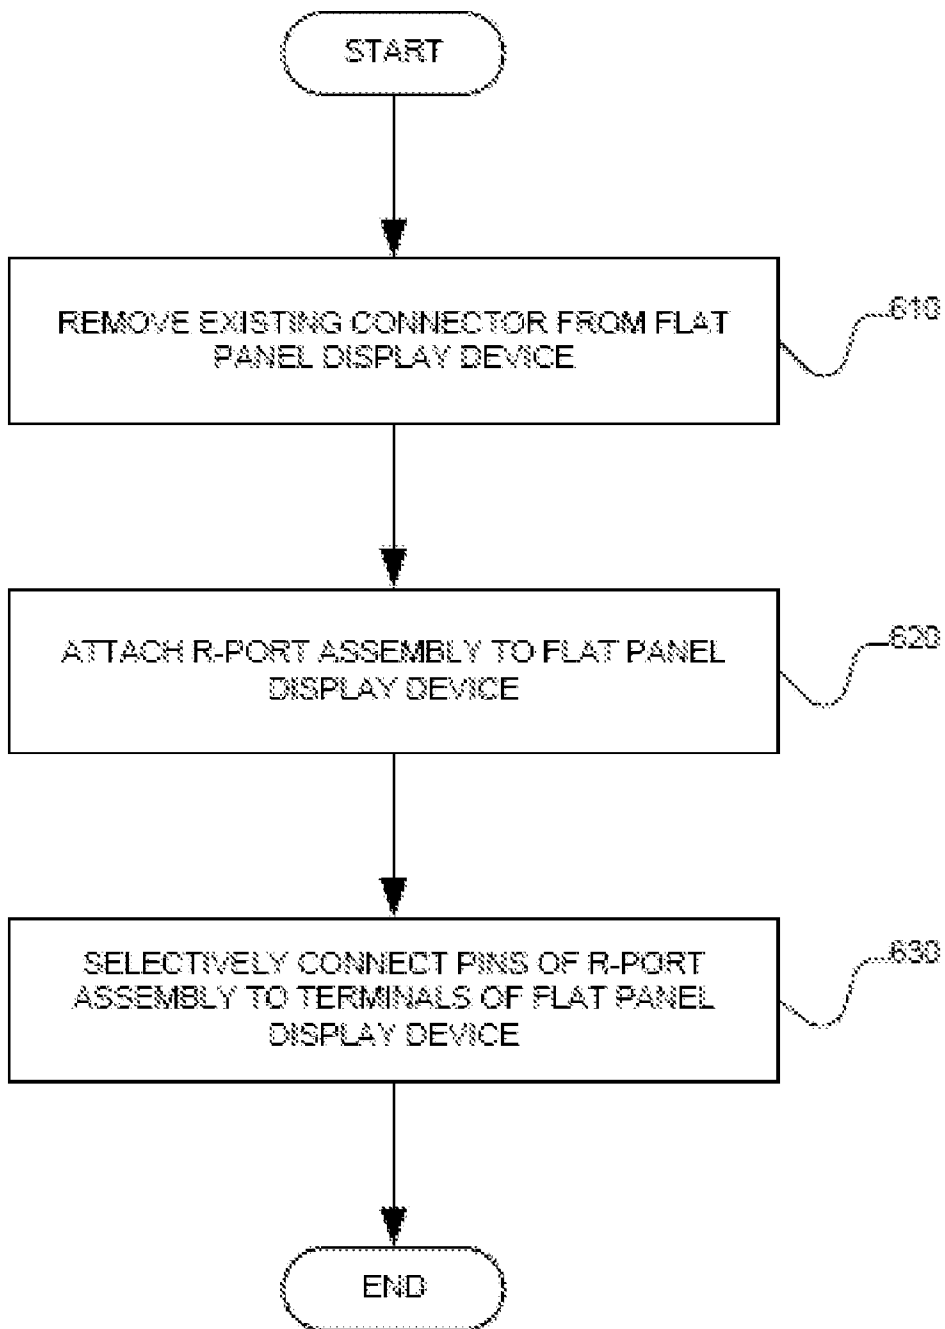 START
REMOVE EXISTING CONNECTOR FROM FLAT
PANEL DISPLAY DEVICE
610
ATTACH R-PORT ASSEMBLY TO FLAT PANEL
DISPLAY DEVICE
620
SELECTIVELY CONNECT PINS OF R-PORT
ASSEMBLY TO TERMINALS OF FLAT PANEL
DISPLAY DEVICE
630
END